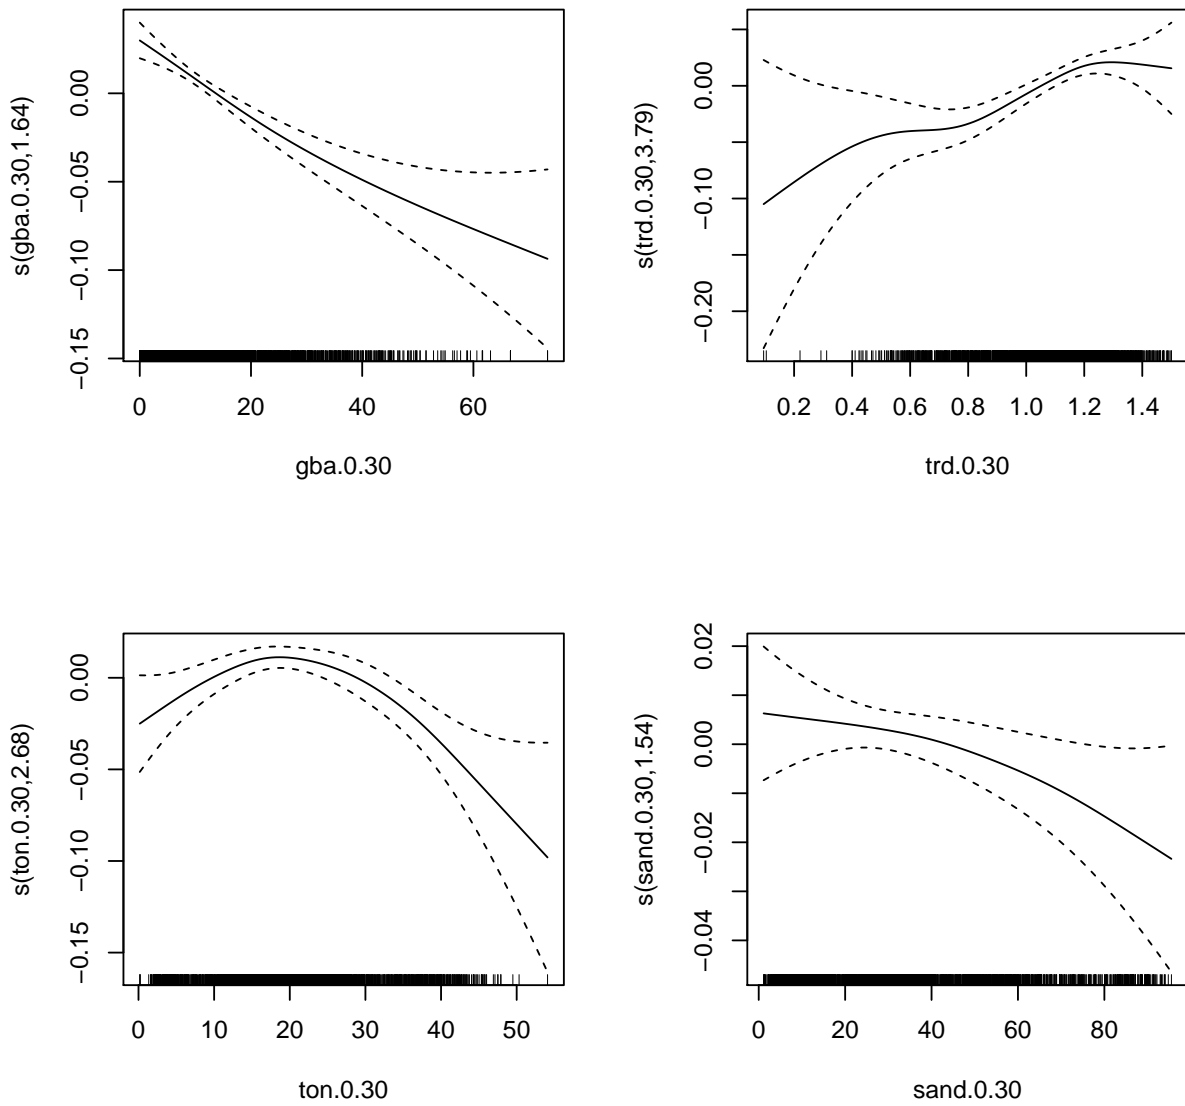 0.00
−0.05
−0.10
−0.15
s(gba.0.30,1.64)
0 20 40 60
gba.0.30
0.00
−0.10
−0.20
s(trd.0.30,3.79)
0.2 0.4 0.6 0.8 1.0 1.2 1.4
trd.0.30
0.00
−0.05
−0.10
−0.15
s(ton.0.30,2.68)
0 10 20 30 40 50
ton.0.30
0.02
0.00
−0.02
−0.04
s(sand.0.30,1.54)
0 20 40 60 80
sand.0.30